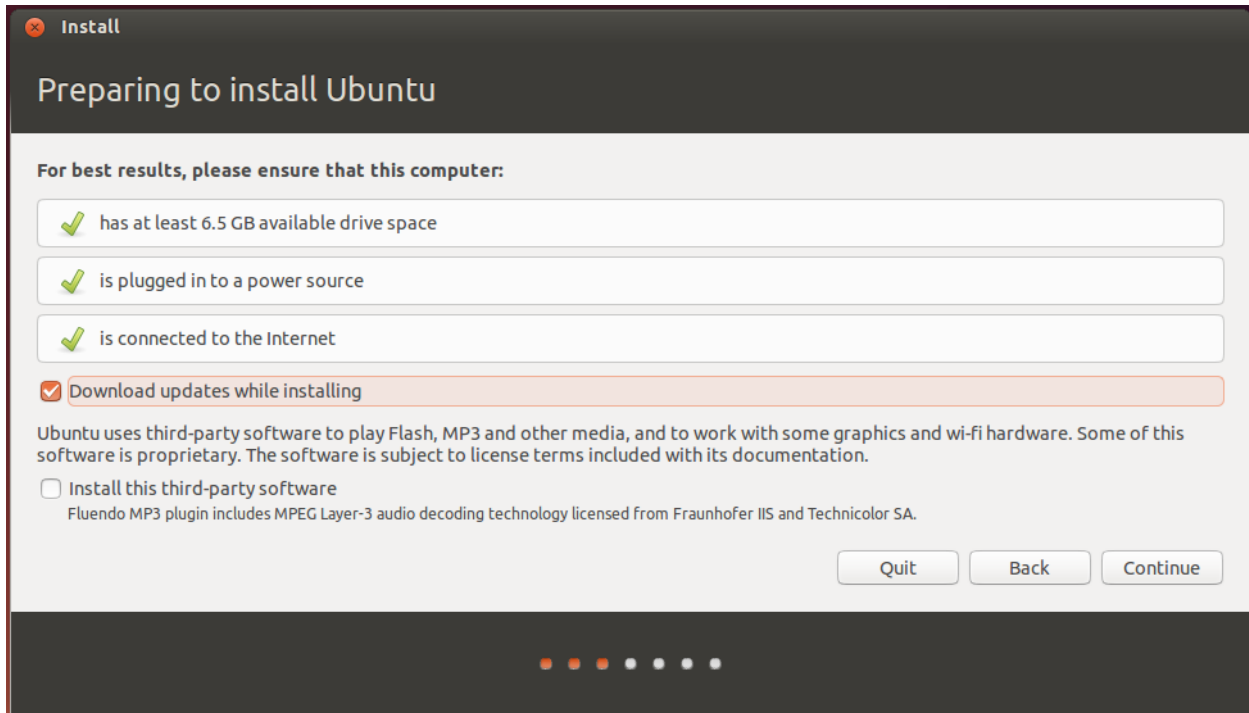 Install
Preparing to install Ubuntu
For best results, please ensure that this computer:
has at least 6.5 GB available drive space
is plugged in to a power source
is connected to the Internet
Download updates while installing
Ubuntu uses third-party software to play Flash, MP3 and other media, and to work with some graphics and wi-fi hardware. Some of this
software is proprietary. The software is subject to license terms included with its documentation.
Install this third-party software
Fluendo MP3 plugin includes MPEG Layer-3 audio decoding technology licensed from Fraunhofer IIS and Technicolor SA.
Quit Back Continue